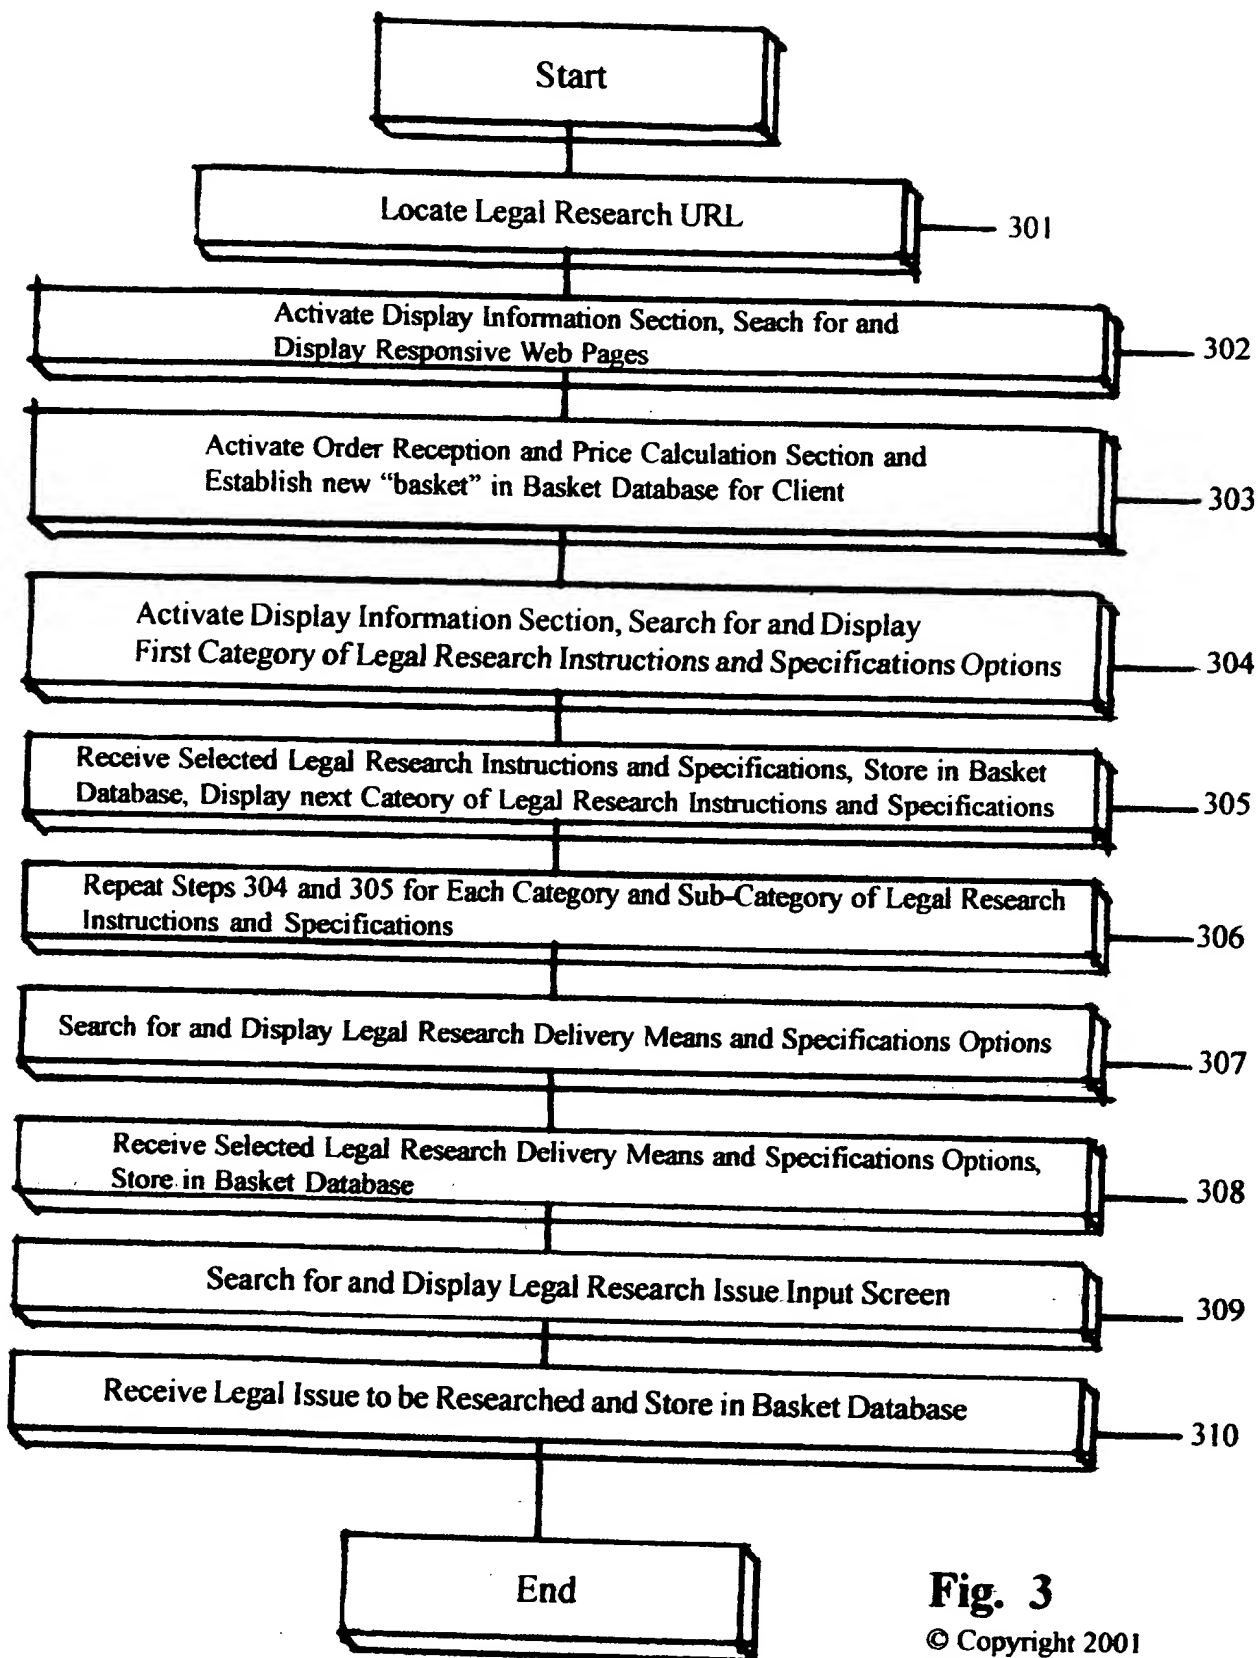 Start
Locate Legal Research URL
301
Activate Display Information Section, Seach for and
Display Responsive Web Pages
302
Activate Order Reception and Price Calculation Section and
Establish new “basket” in Basket Database for Client
303
Activate Display Information Section, Search for and Display
First Category of Legal Research Instructions and Specifications Options
304
Receive Selected Legal Research Instructions and Specifications, Store in Basket
Database, Display next Cateory of Legal Research Instructions and Specifications
305
Repeat Steps 304 and 305 for Each Category and Sub-Category of Legal Research
Instructions and Specifications
306
Search for and Display Legal Research Delivery Means and Specifications Options
307
Receive Selected Legal Research Delivery Means and Specifications Options,
Store in Basket Database
308
Search for and Display Legal Research Issue Input Screen
309
Receive Legal Issue to be Researched and Store in Basket Database
310
End
Fig. 3
© Copyright 2001